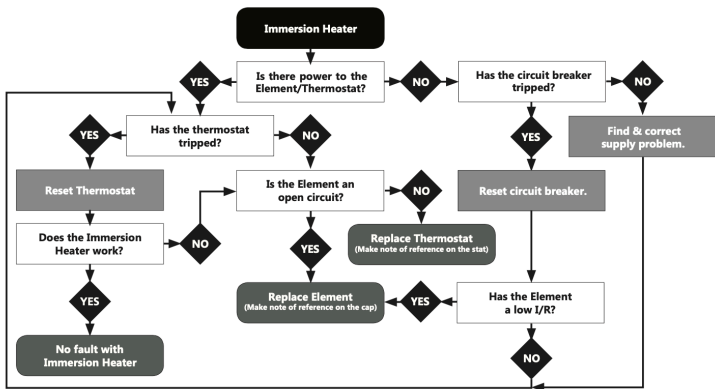 Immersion Heater
YES
Is there power to the
Element/Thermostat?
NO
Has the circuit breaker
tripped?
NO
YES
Has the thermostat
tripped?
NO
YES
Find & correct
supply problem.
Reset Thermostat
Is the Element an
open circuit?
NO
Reset circuit breaker.
Does the Immersion
Heater work?
NO
YES
Replace Thermostat
(Make note of reference on the stat)
YES
Replace Element
(Make note of reference on the cap)
YES
Has the Element
a low I/R?
No fault with
Immersion Heater
NO